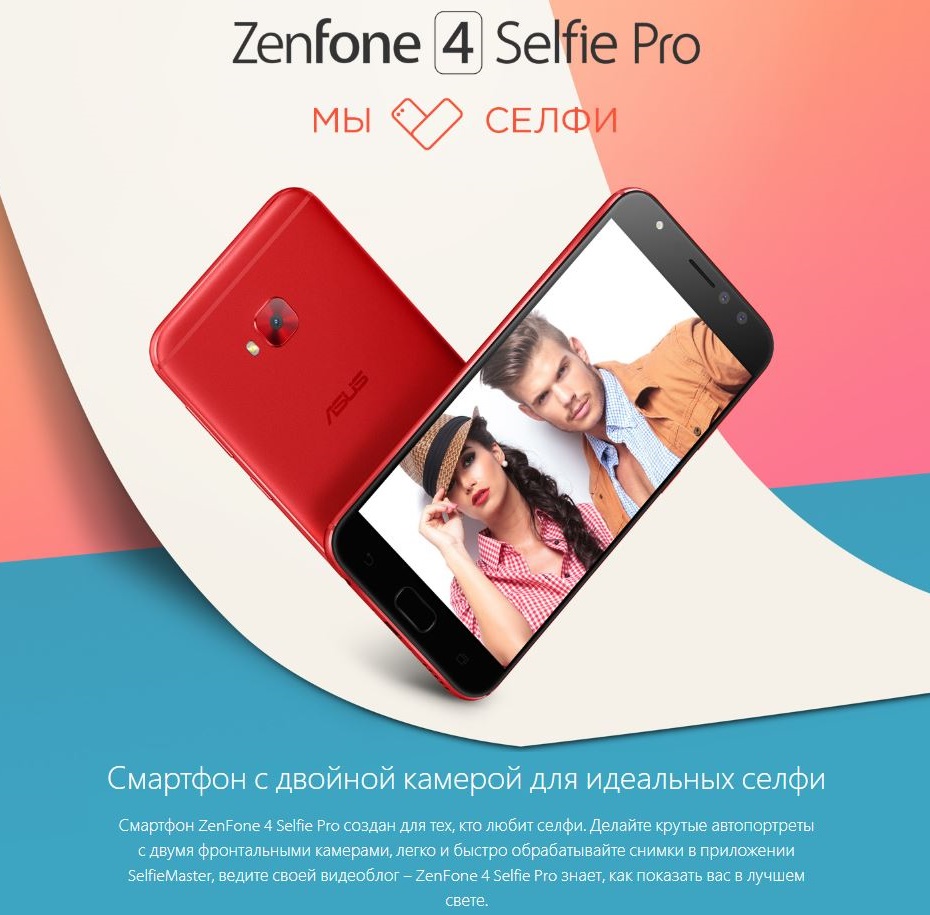 Zenfone 4 Selfie Pro
МЫ СЕЛФИ
ASUS
Смартфон с двойной камерой для идеальных селфи
Смартфон ZenFone 4 Selfie Pro создан для тех, кто любит селфи. Делайте крутые автопортреты
с двумя фронтальными камерами, легко и быстро обрабатывайте снимки в приложении
SelfieMaster, ведите своей видеоблог – ZenFone 4 Selfie Pro знает, как показать вас в лучшем
свете.